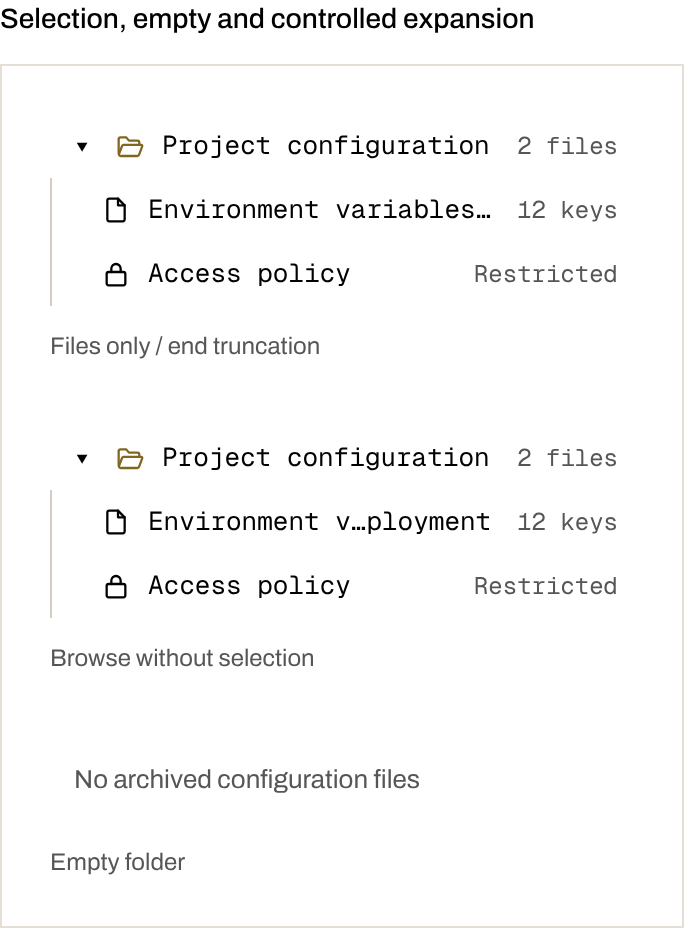 Selection, empty and controlled expansion
Project configuration 2 files
Environment variables… 12 keys
Access policy Restricted
Files only / end truncation
Project configuration 2 files
Environment v…ployment 12 keys
Access policy Restricted
Browse without selection
No archived configuration files
Empty folder